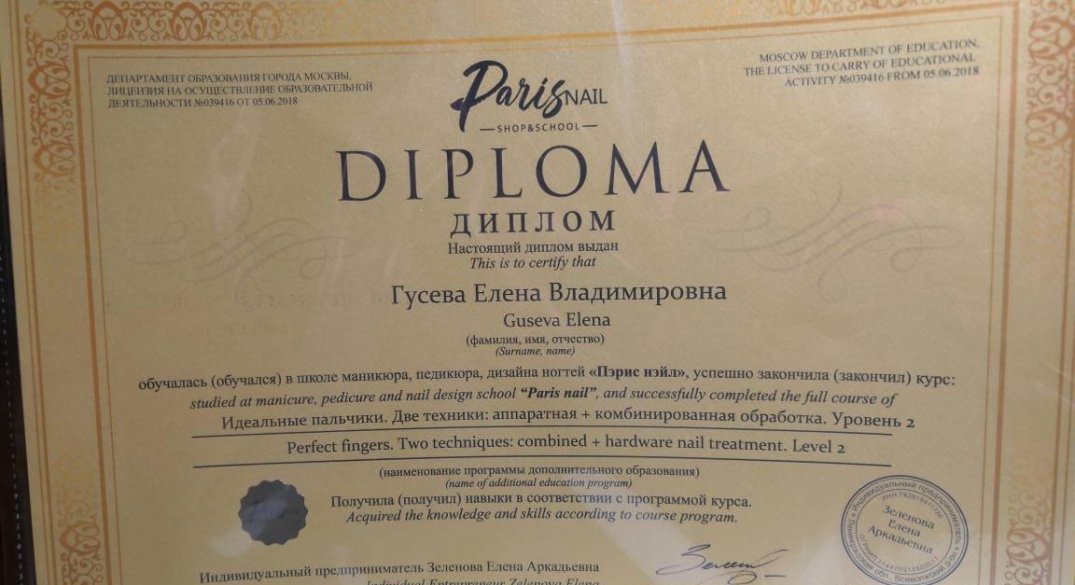 ДЕПАРТАМЕНТ ОБРАЗОВАНИЯ ГОРОДА МОСКВЫ,
ЛИЦЕНЗИЯ НА ОСУЩЕСТВЛЕНИЕ ОБРАЗОВАТЕЛЬНОЙ
ДЕЯТЕЛЬНОСТИ №039416 ОТ 05.06.2018
MOSCOW DEPARTMENT OF EDUCATION,
THE LICENSE TO CARRY OF EDUCATIONAL
ACTIVITY №039416 FROM 05.06.2018
Paris NAIL
SHOP&SCHOOL
DIPLOMA
ДИПЛОМ
Настоящий диплом выдан
This is to certify that
Гусева Елена Владимировна
Guseva Elena
(фамилия, имя, отчество)
(Surname, name)
обучалась (обучался) в школе маникюра, педикюра, дизайна ногтей «Пэрис нэйл», успешно закончила (закончил) курс:
studied at manicure, pedicure and nail design school “Paris nail”, and successfully completed the full course of
Идеальные пальчики. Две техники: аппаратная + комбинированная обработка. Уровень 2
Perfect fingers. Two techniques: combined + hardware nail treatment. Level 2
(наименование программы дополнительного образования)
(name of additional education program)
Получила (получил) навыки в соответствии с программой курса.
Acquired the knowledge and skills according to course program.
Индивидуальный предприниматель
Зеленова
Елена
Аркадьевна
Индивидуальный предприниматель Зеленова Елена Аркадьевна
Individual Entrepreneur Zelenova Elena